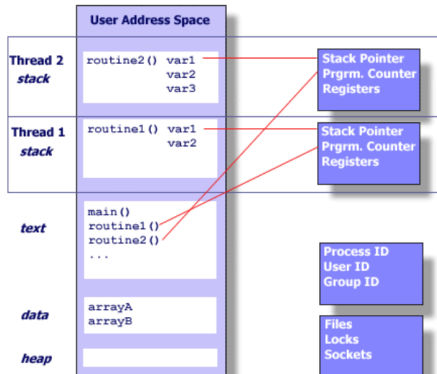 User Address Space
Thread 2
stack
routine2() var1
var2
var3
Stack Pointer
Prgrm. Counter
Registers
Thread 1
stack
routine1() var1
var2
Stack Pointer
Prgrm. Counter
Registers
text
main()
routine1()
routine2()
...
Process ID
User ID
Group ID
data
arrayA
arrayB
Files
Locks
Sockets
heap